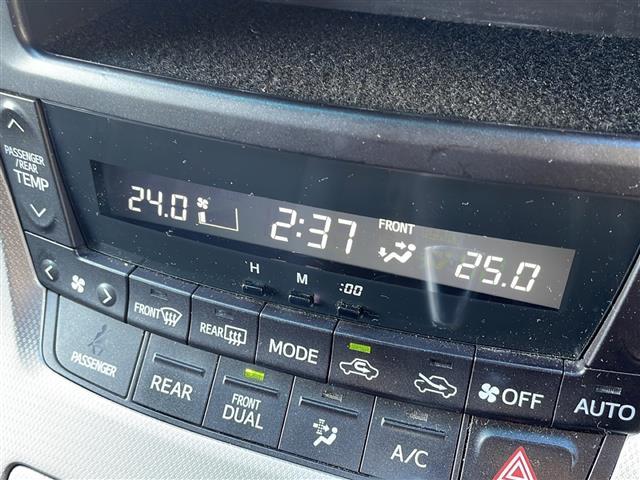 PASSENGER
/REAR
TEMP
24.0
2:37
FRONT
25.0
H
M
:00
FRONT
REAR
MODE
OFF
AUTO
PASSENGER
REAR
FRONT
DUAL
A/C